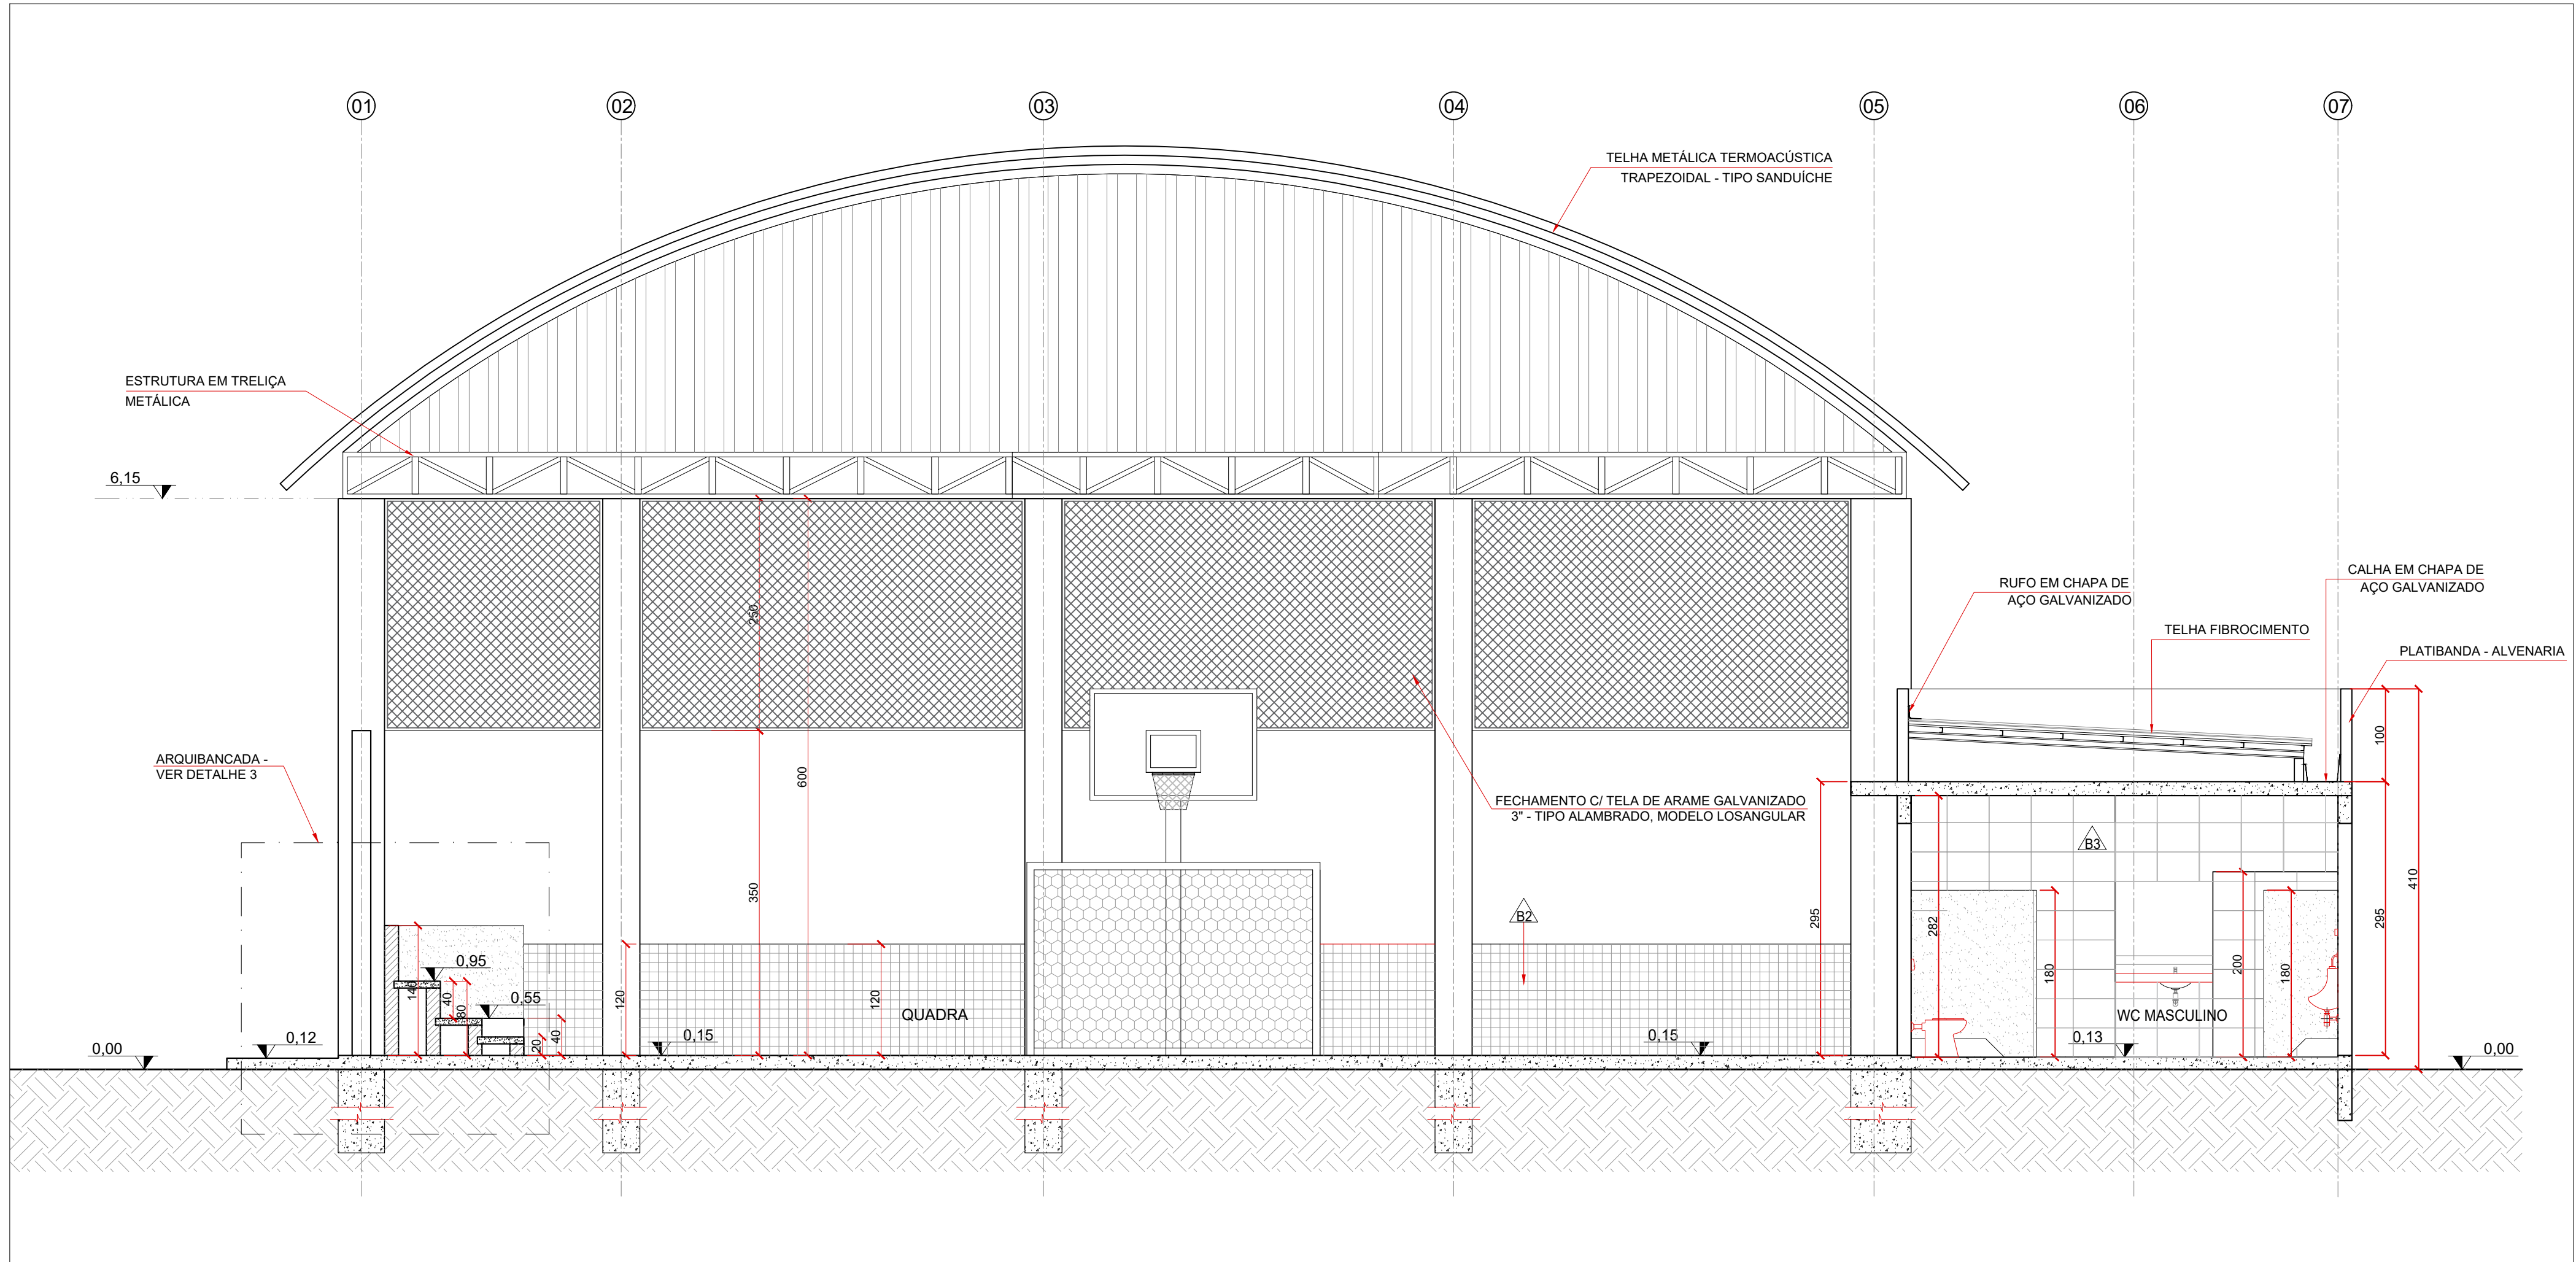 01
02
03
04
05
06
07
TELHA METÁLICA TERMOACÚSTICA
TRAPEZOIDAL - TIPO SANDUÍCHE
ESTRUTURA EM TRELIÇA
METÁLICA
6,15
RUFO EM CHAPA DE
AÇO GALVANIZADO
CALHA EM CHAPA DE
AÇO GALVANIZADO
TELHA FIBROCIMENTO
PLATIBANDA - ALVENARIA
250
600
350
100
410
295
ARQUIBANCADA -
VER DETALHE 3
FECHAMENTO C/ TELA DE ARAME GALVANIZADO
3" - TIPO ALAMBRADO, MODELO LOSANGULAR
B3
B2
295
282
180
200
180
0,95
140
40
80
0,55
20
40
120
120
QUADRA
0,15
0,15
WC MASCULINO
0,13
0,12
0,00
0,00